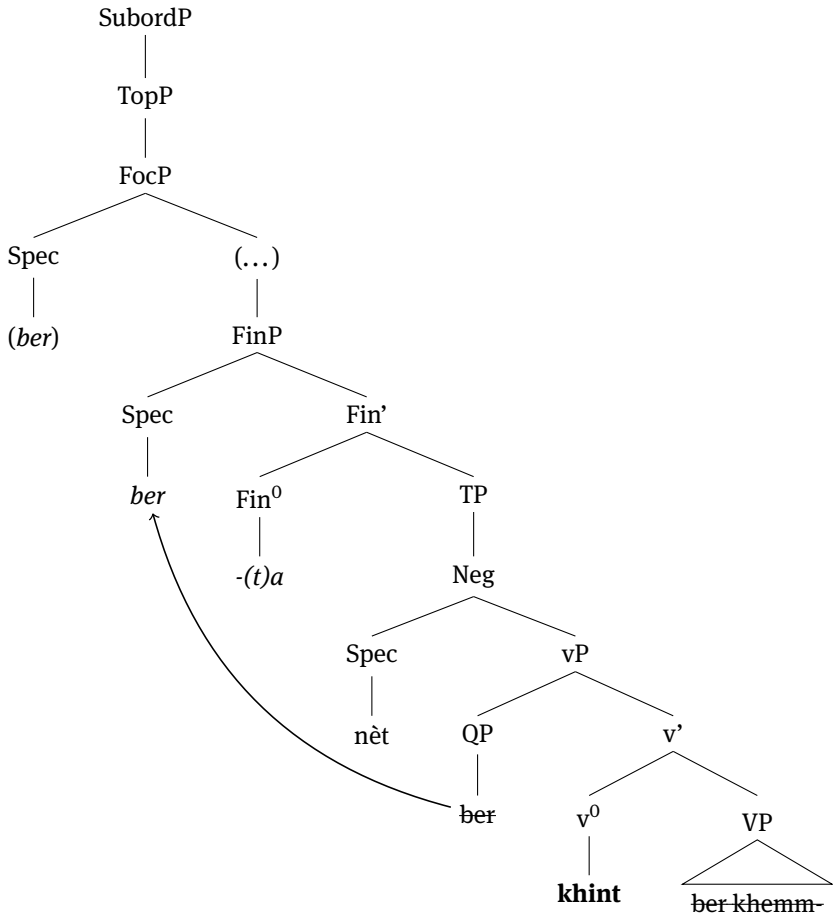 SubordP
TopP
FocP
Spec (…)
(ber) FinP
Spec Fin’
ber Fin⁰ TP
-(t)a Neg
Spec vP
nèt QP v’
ber v⁰ VP
khint ber khemm-